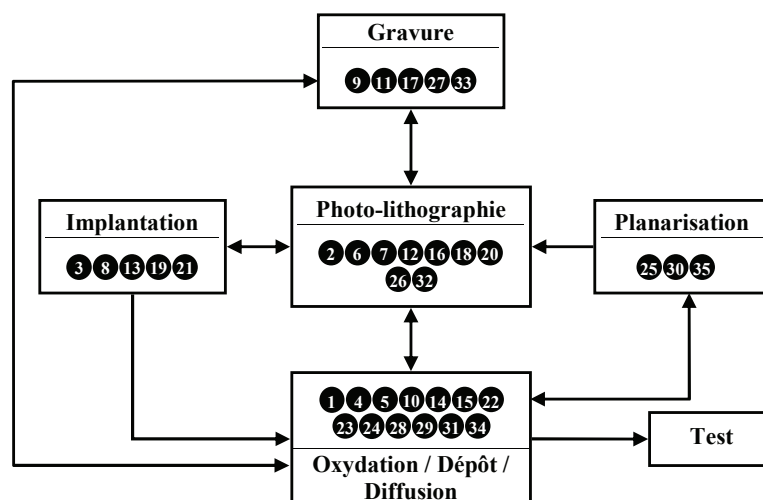 Gravure
9 11 17 27 33
Implantation
3 8 13 19 21
Photo-lithographie
2 6 7 12 16 18 20
26 32
Planarisation
25 30 35
1 4 5 10 14 15 22
23 24 28 29 31 34
Oxydation / Dépôt /
Diffusion
Test